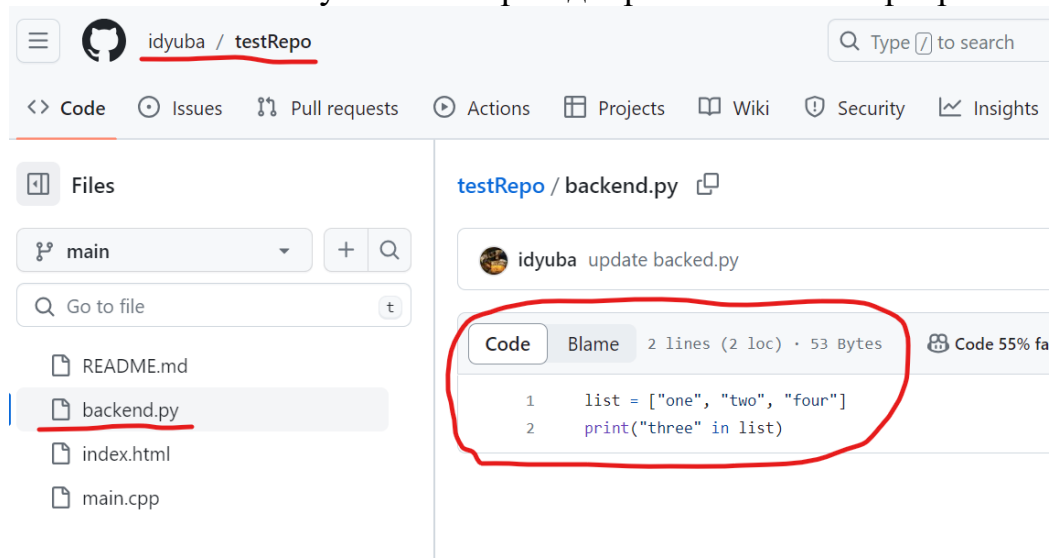 idyuba / testRepo
Type / to search
Code Issues Pull requests Actions Projects Wiki Security Insights
Files
testRepo / backend.py
main
idyuba update backed.py
Go to file t
Code Blame 2 lines (2 loc) · 53 Bytes Code 55% fa
README.md
1 list = ["one", "two", "four"]
backend.py
2 print("three" in list)
index.html
main.cpp